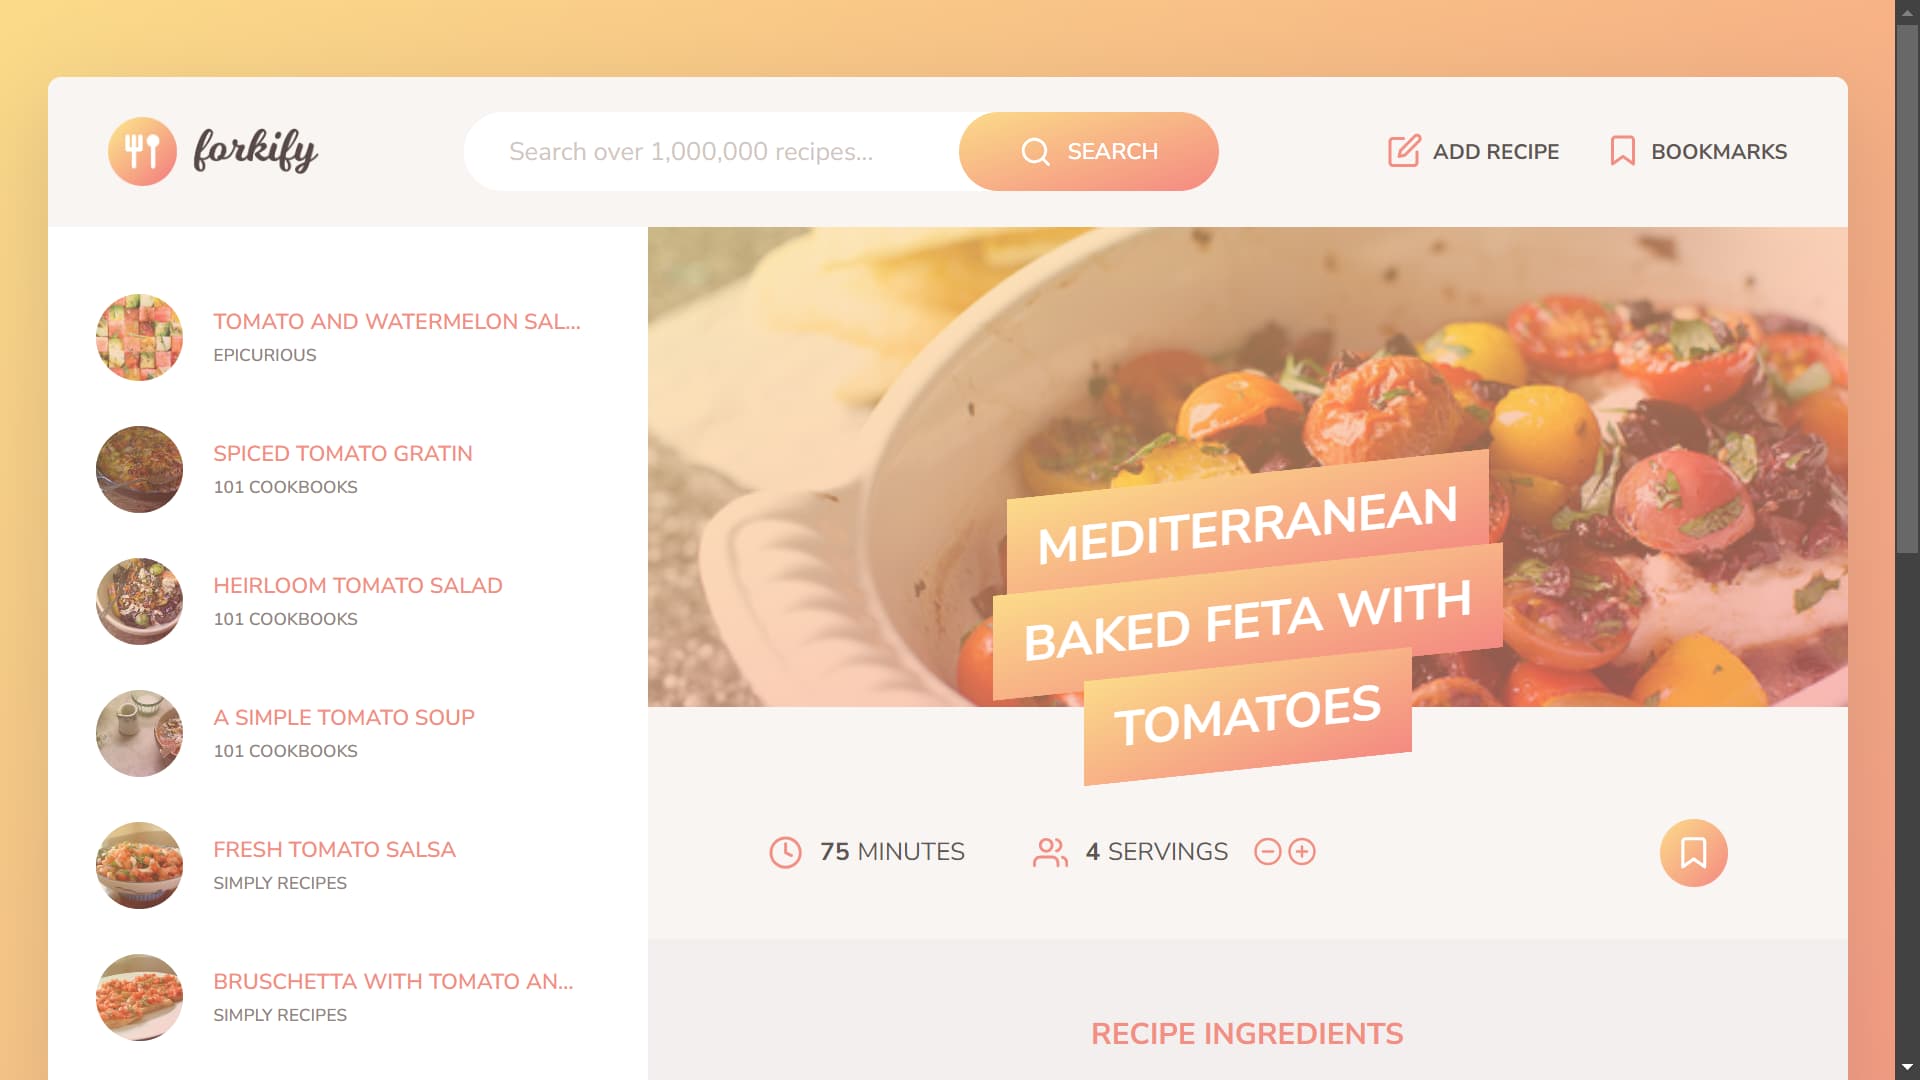 forkify
Search over 1,000,000 recipes...
SEARCH
ADD RECIPE
BOOKMARKS
TOMATO AND WATERMELON SAL...
EPICURIOUS
SPICED TOMATO GRATIN
101 COOKBOOKS
HEIRLOOM TOMATO SALAD
101 COOKBOOKS
A SIMPLE TOMATO SOUP
101 COOKBOOKS
FRESH TOMATO SALSA
SIMPLY RECIPES
BRUSCHETTA WITH TOMATO AN...
SIMPLY RECIPES
MEDITERRANEAN
BAKED FETA WITH
TOMATOES
75 MINUTES
4 SERVINGS
RECIPE INGREDIENTS